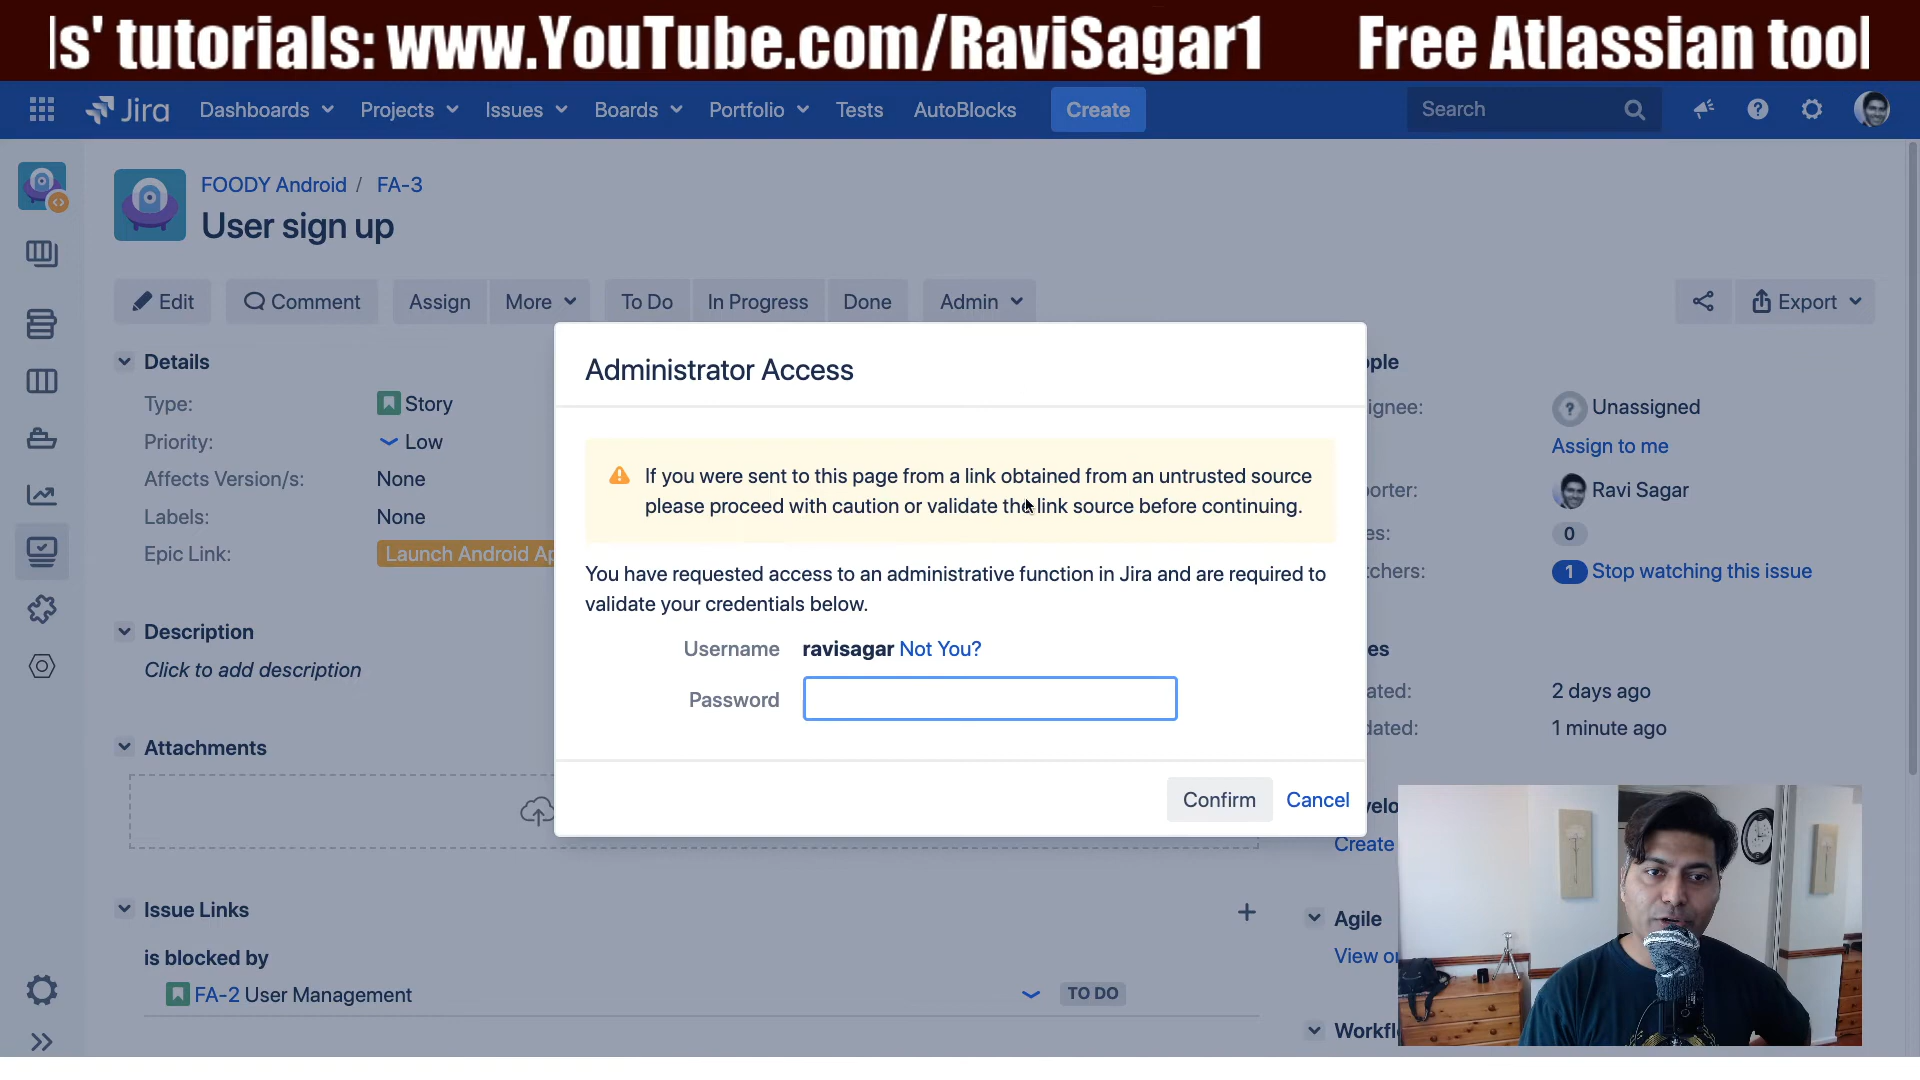 ls' tutorials: www.YouTube.com/RaviSagar1 Free Atlassian tool
Jira Dashboards Projects Issues Boards Portfolio Tests AutoBlocks Create Search
FOODY Android / FA-3
User sign up
Edit Comment Assign More To Do In Progress Done Admin Export
Details
Type: Story
Priority: Low
Affects Version/s: None
Labels: None
Epic Link: Launch Android Ap
Description
Click to add description
Attachments
Issue Links
is blocked by
FA-2 User Management TO DO
Administrator Access
If you were sent to this page from a link obtained from an untrusted source
please proceed with caution or validate the link source before continuing.
You have requested access to an administrative function in Jira and are required to
validate your credentials below.
Username ravisagar Not You?
Password
Confirm Cancel
ople
ignee: Unassigned
Assign to me
orter: Ravi Sagar
es: 0
chers: 1 Stop watching this issue
es
ated: 2 days ago
dated: 1 minute ago
velo
Create
Agile
View on
Workfl